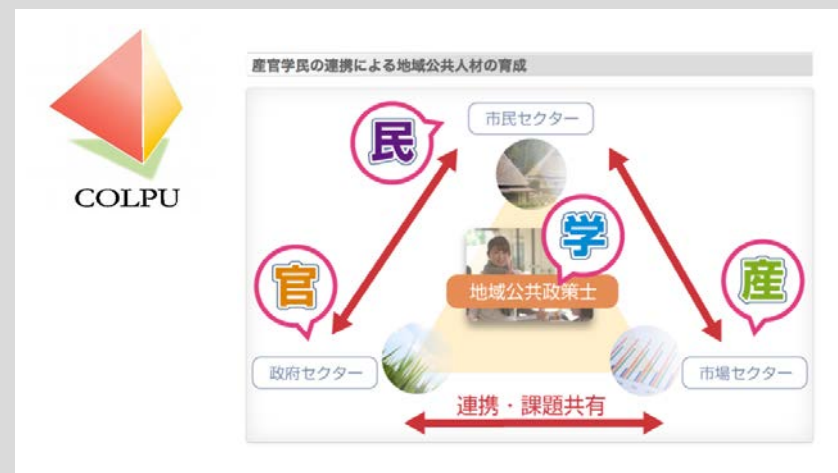 COLPU
産官学民の連携による地域公共人材の育成
市民セクター
民
学
官
産
地域公共政策士
政府セクター
市場セクター
連携・課題共有